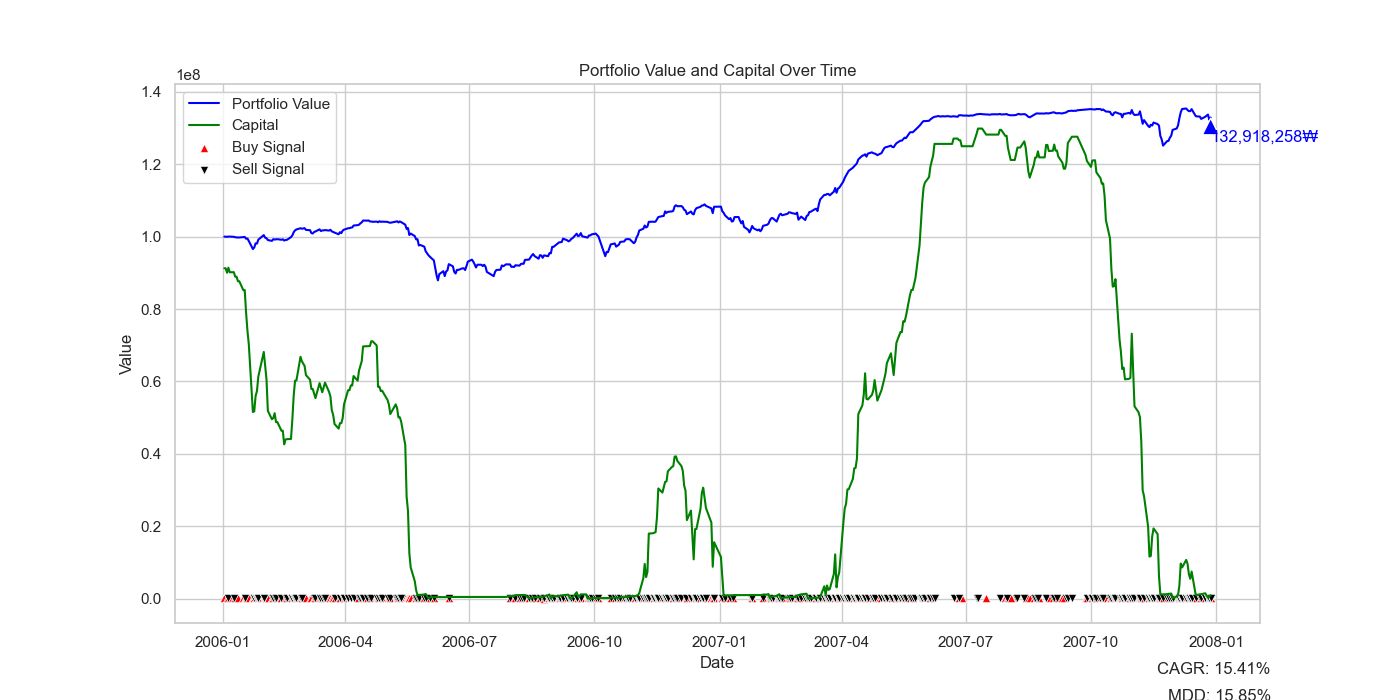 Portfolio Value and Capital Over Time
1e8
Portfolio Value
Capital
Buy Signal
Sell Signal
1.4
1.2
1.0
0.8
0.6
0.4
0.2
0.0
Value
132,918,258₩
2006-01 2006-04 2006-07 2006-10 2007-01 2007-04 2007-07 2007-10 2008-01
Date
CAGR: 15.41%
MDD: 15.85%